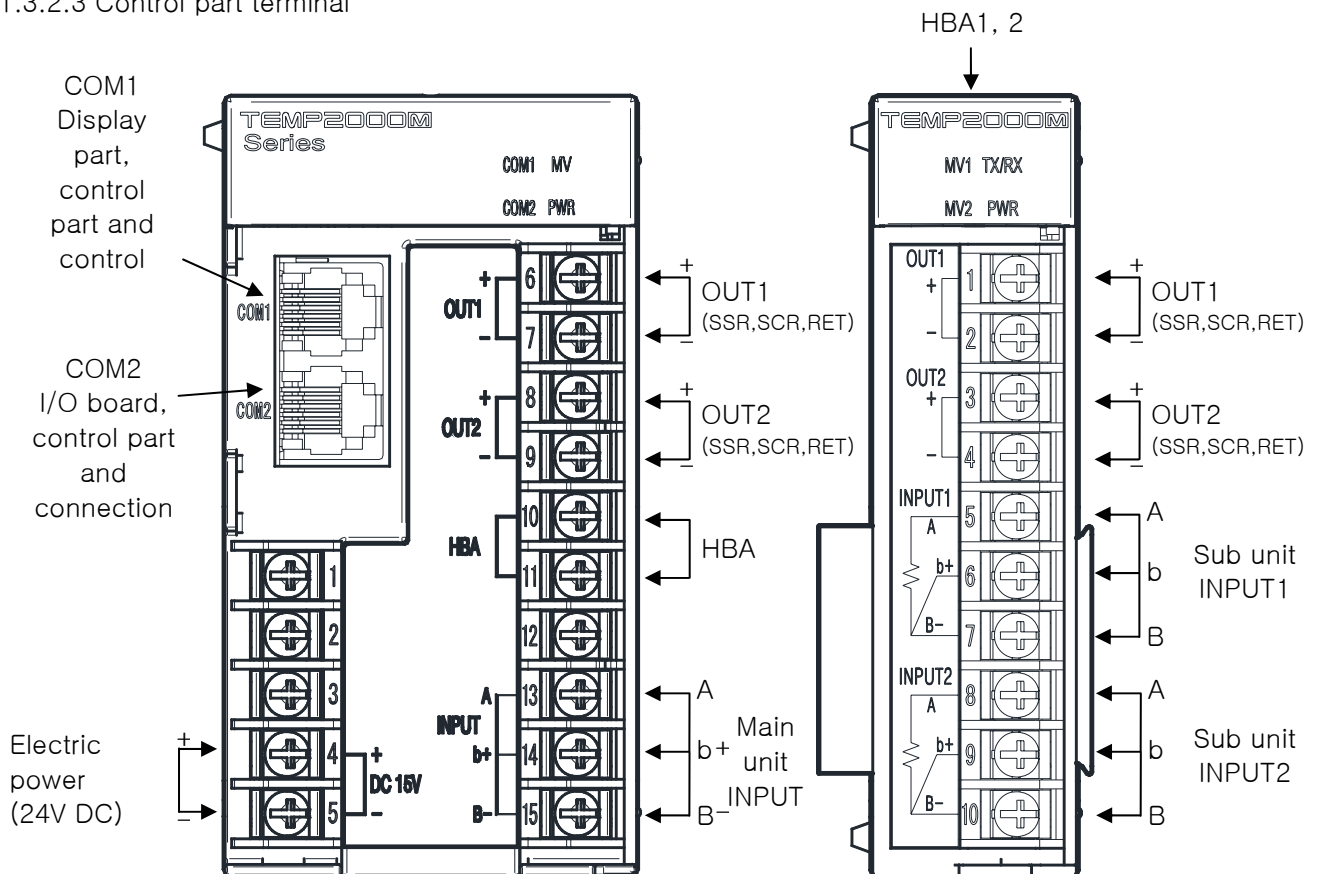 1.3.2.3 Control part terminal
HBA1, 2
COM1
Display
part,
control
part and
control
COM2
I/O board,
control part
and
connection
Electric
power
(24V DC)
+
-
TEMP2000M
Series
COM1 MV
COM2 PWR
COM1
COM2
1
2
3
4
5
+
DC 15V
-
+
OUT1
-
+
OUT2
-
HBA
A
INPUT
b+
B-
6
7
8
9
10
11
12
13
14
15
+
OUT1
(SSR,SCR,RET)
-
+
OUT2
(SSR,SCR,RET)
-
HBA
A
b+
B-
Main
unit
INPUT
TEMP2000M
MV1 TX/RX
MV2 PWR
OUT1
+
-
OUT2
+
-
INPUT1
A
b+
B-
INPUT2
A
b+
B-
1
2
3
4
5
6
7
8
9
10
+
OUT1
(SSR,SCR,RET)
-
+
OUT2
(SSR,SCR,RET)
-
A
b
B
Sub unit
INPUT1
A
b
B
Sub unit
INPUT2